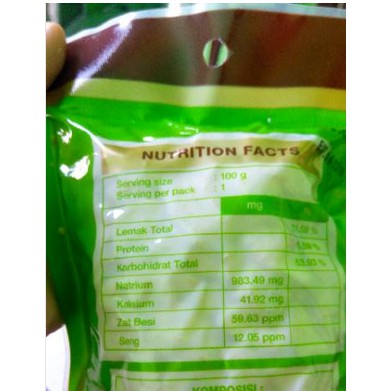 NUTRITION FACTS
Serving size : 100 g
Serving per pack : 1
mg
Lemak Total
Protein
Karbohidrat Total
Natrium 983.49 mg
Kalsium 41.92 mg
Zat Besi 59.63 ppm
Seng 12.05 ppm
KOMPOSISI :